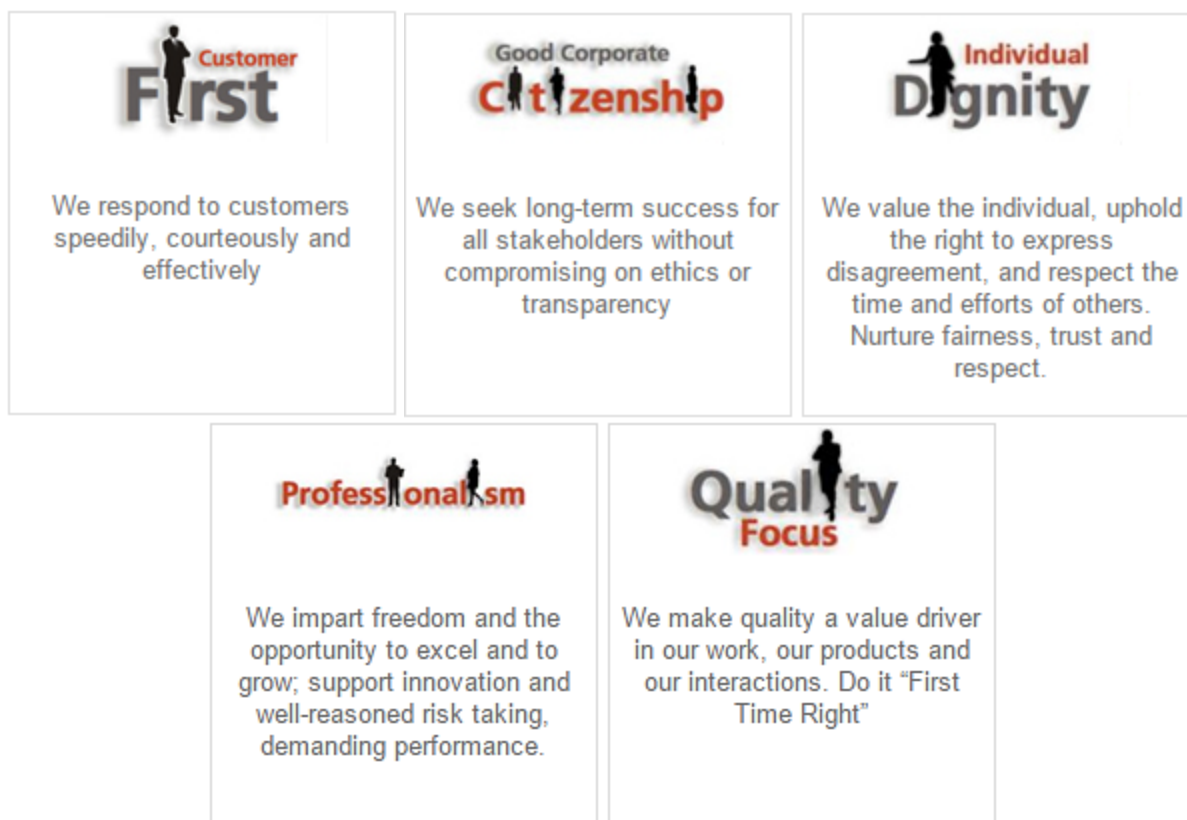 Customer
First
We respond to customers
speedily, courteously and
effectively
Good Corporate
Citizenship
We seek long-term success for
all stakeholders without
compromising on ethics or
transparency
Individual
Dignity
We value the individual, uphold
the right to express
disagreement, and respect the
time and efforts of others.
Nurture fairness, trust and
respect.
Professionalism
We impart freedom and the
opportunity to excel and to
grow; support innovation and
well-reasoned risk taking,
demanding performance.
Quality
Focus
We make quality a value driver
in our work, our products and
our interactions. Do it “First
Time Right”